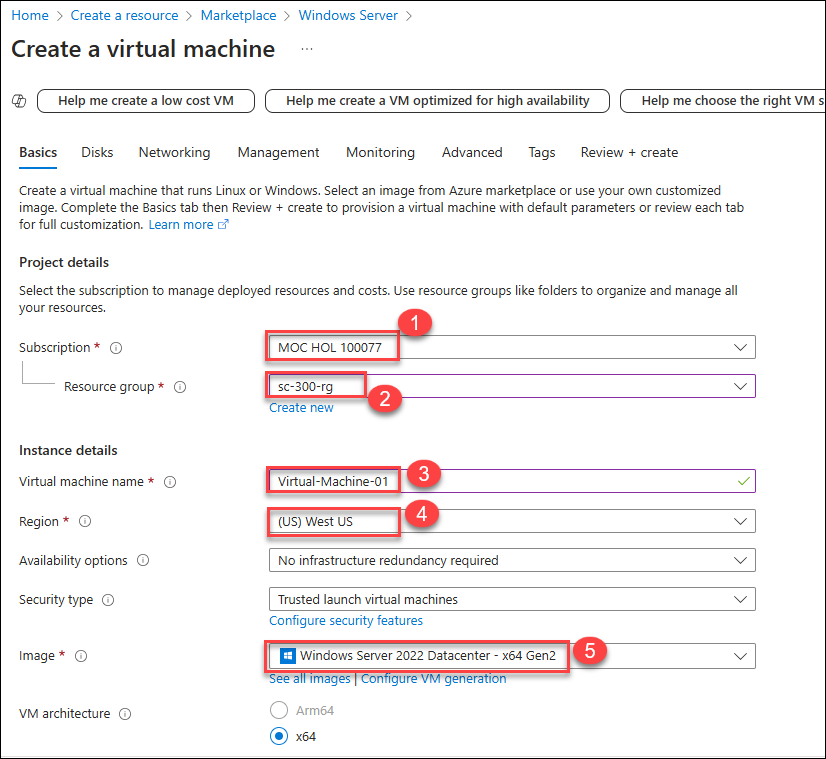 Home > Create a resource > Marketplace > Windows Server >
Create a virtual machine ...
Help me create a low cost VM
Help me create a VM optimized for high availability
Help me choose the right VM s
Basics Disks Networking Management Monitoring Advanced Tags Review + create
Create a virtual machine that runs Linux or Windows. Select an image from Azure marketplace or use your own customized
image. Complete the Basics tab then Review + create to provision a virtual machine with default parameters or review each tab
for full customization. Learn more
Project details
Select the subscription to manage deployed resources and costs. Use resource groups like folders to organize and manage all
your resources.
1
Subscription * MOC HOL 100077
Resource group * sc-300-rg
2
Create new
Instance details
Virtual machine name * Virtual-Machine-01
3
Region * (US) West US
4
Availability options No infrastructure redundancy required
Security type Trusted launch virtual machines
Configure security features
Image * Windows Server 2022 Datacenter - x64 Gen2
5
See all images | Configure VM generation
VM architecture Arm64
x64